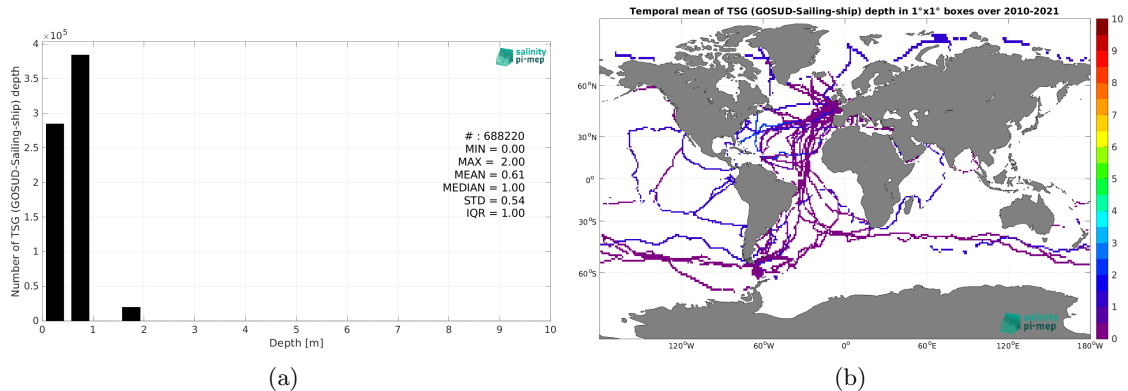 ×10⁵
4
3.5
3
2.5
2
1.5
1
0.5
0
Number of TSG (GOSUD-Sailing-ship) depth
salinity
pi-mep
# : 688220
MIN = 0.00
MAX = 2.00
MEAN = 0.61
MEDIAN = 1.00
STD = 0.54
IQR = 1.00
0 1 2 3 4 5 6 7 8 9 10
Depth [m]
(a)
Temporal mean of TSG (GOSUD-Sailing-ship) depth in 1°x1° boxes over 2010-2021
60°N
30°N
0°
30°S
60°S
120°W 60°W 0° 60°E 120°E 180°W
salinity
pi-mep
10
9
8
7
6
5
4
3
2
1
0
(b)